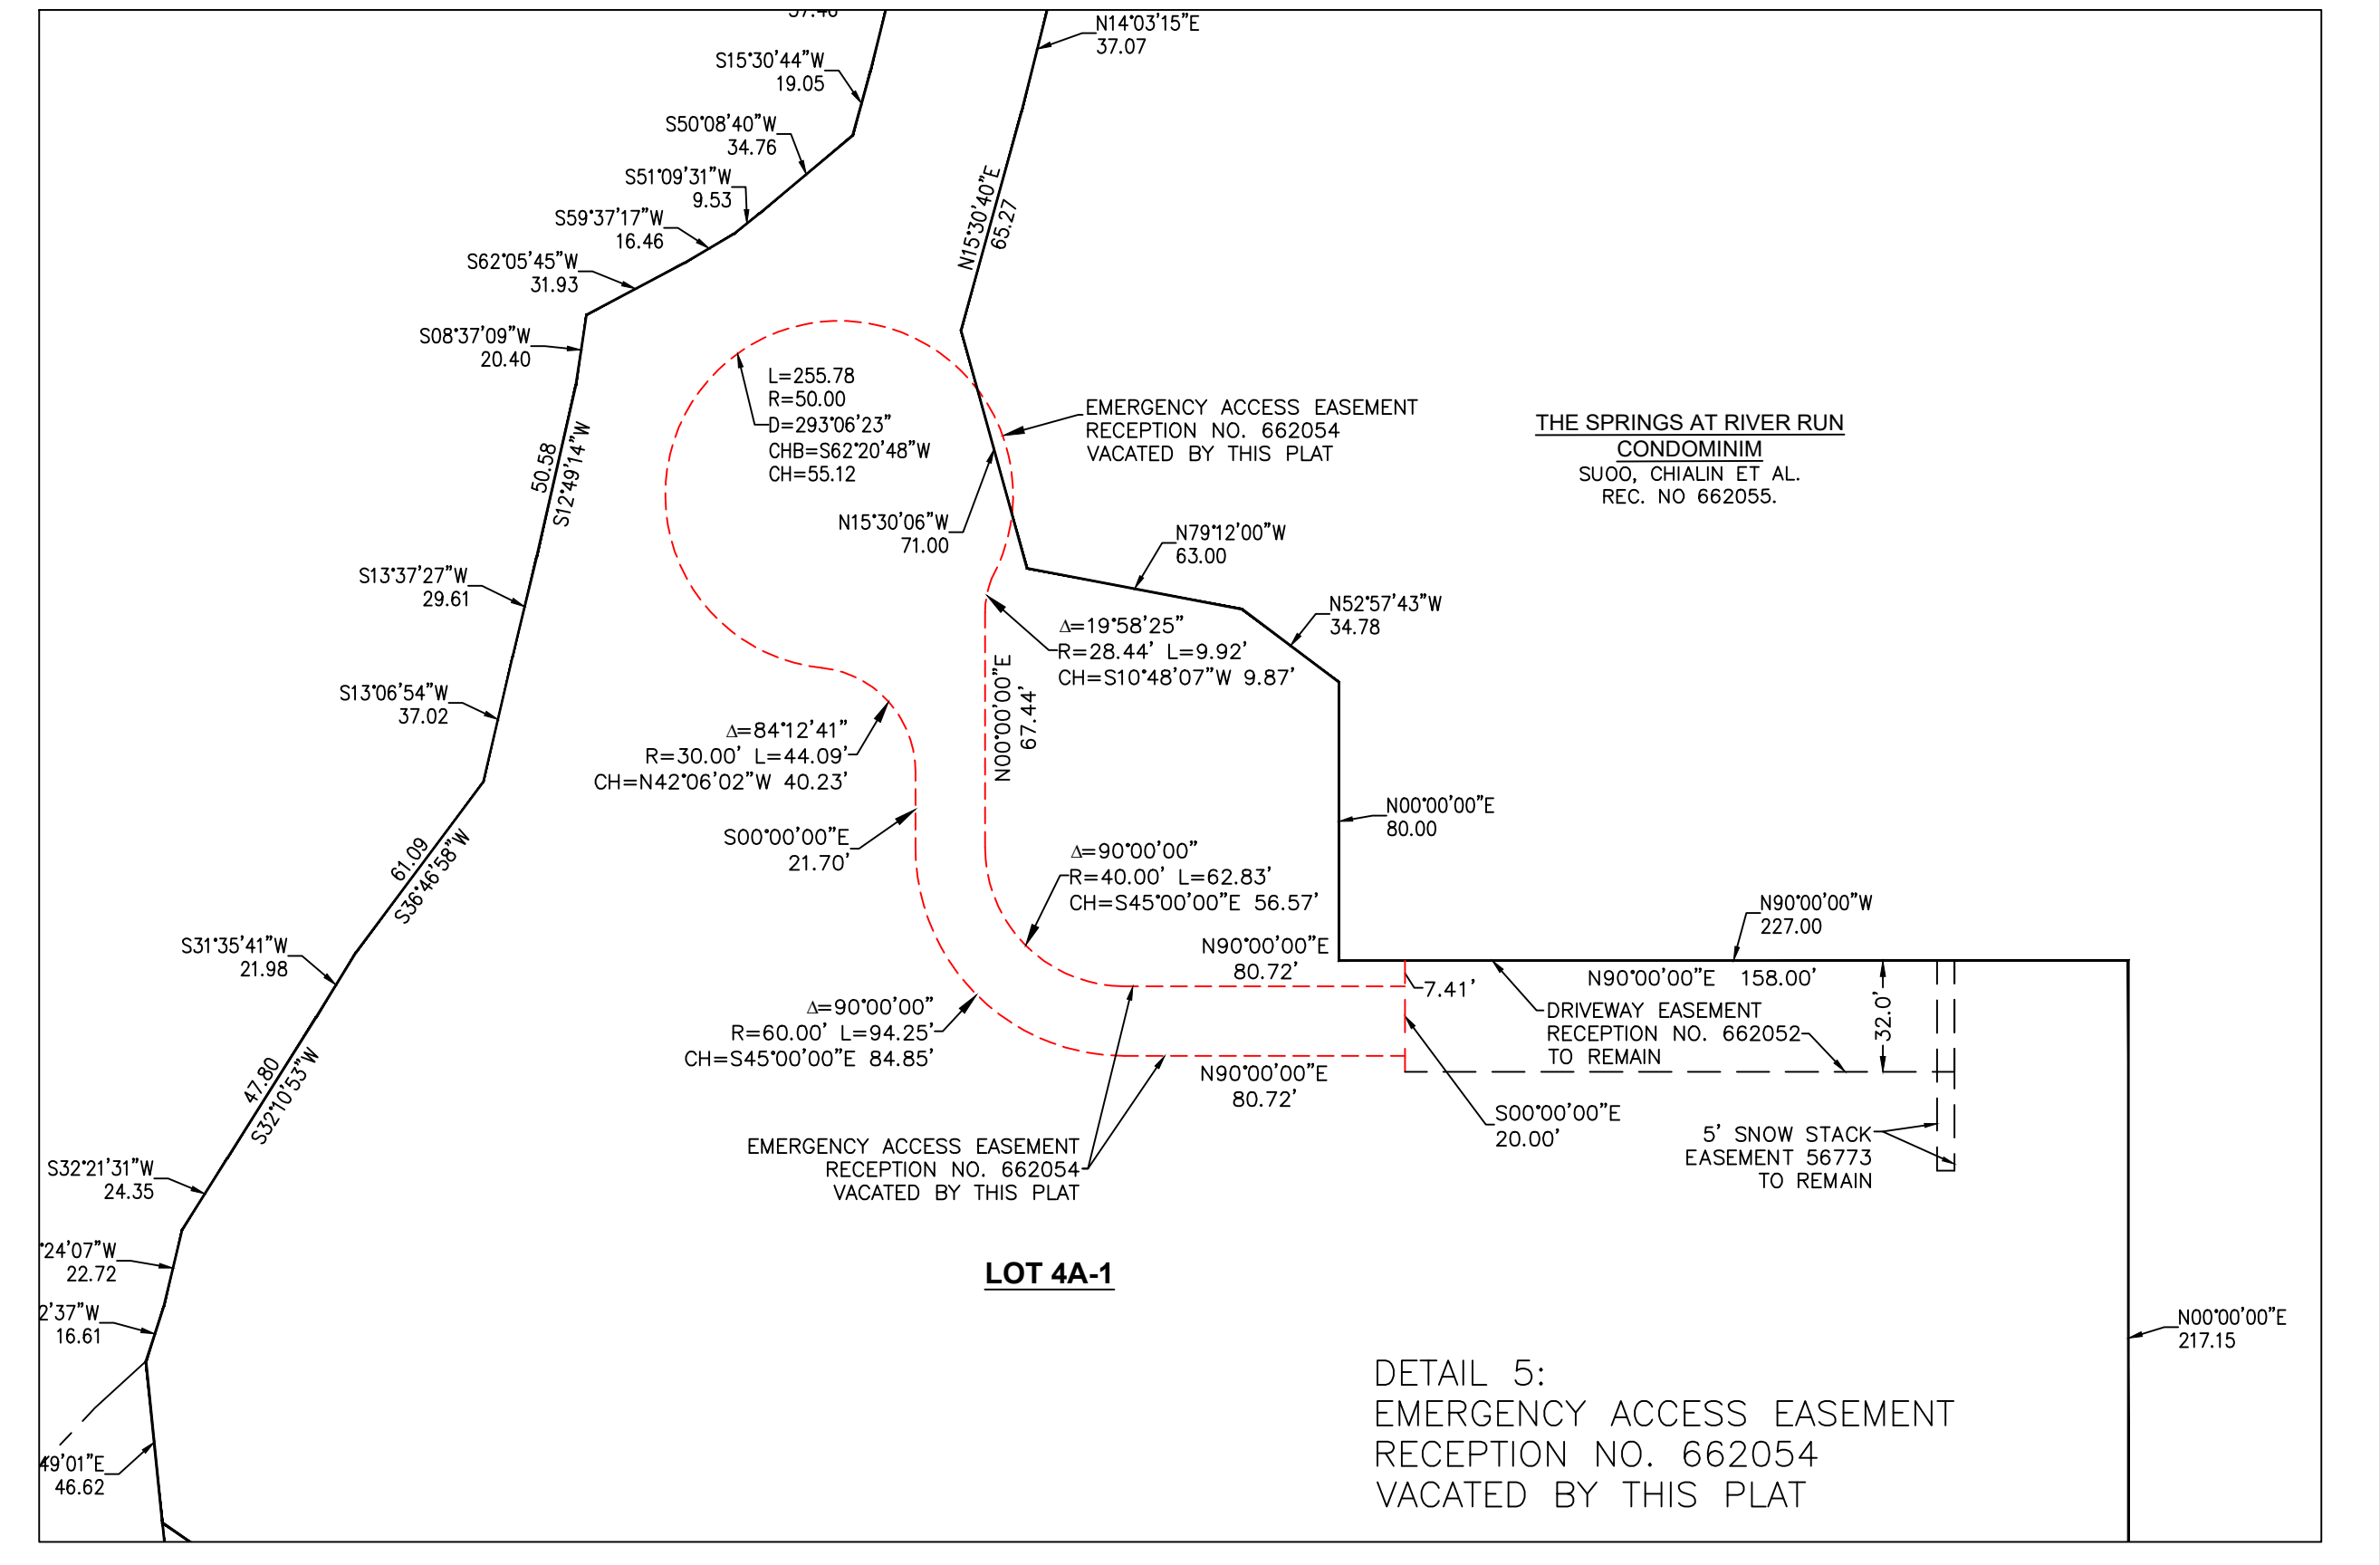 N14°03'15"E
37.07
S15°30'44"W
19.05
S50°08'40"W
34.76
S51°09'31"W
9.53
S59°37'17"W
16.46
S62°05'45"W
31.93
S08°37'09"W
20.40
N15°30'40"E
65.27
L=255.78
R=50.00
D=293°06'23"
CHB=S62°20'48"W
CH=55.12
EMERGENCY ACCESS EASEMENT
RECEPTION NO. 662054
VACATED BY THIS PLAT
THE SPRINGS AT RIVER RUN
CONDOMINIM
SUOO, CHIALIN ET AL.
REC. NO 662055.
50.58
S12°49'14"W
N15°30'06"W
71.00
N79°12'00"W
63.00
S13°37'27"W
29.61
N52°57'43"W
34.78
Δ=19°58'25"
R=28.44' L=9.92'
CH=S10°48'07"W 9.87'
N00°00'00"E
67.44'
S13°06'54"W
37.02
Δ=84°12'41"
R=30.00' L=44.09'
CH=N42°06'02"W 40.23'
N00°00'00"E
80.00
S00°00'00"E
21.70'
61.09
S36°46'58"W
Δ=90°00'00"
R=40.00' L=62.83'
CH=S45°00'00"E 56.57'
N90°00'00"W
227.00
S31°35'41"W
21.98
N90°00'00"E
80.72'
N90°00'00"E 158.00'
7.41'
DRIVEWAY EASEMENT
RECEPTION NO. 662052
TO REMAIN
32.0'
Δ=90°00'00"
R=60.00' L=94.25'
CH=S45°00'00"E 84.85'
N90°00'00"E
80.72'
47.80
S32°10'53"W
S00°00'00"E
20.00'
5' SNOW STACK
EASEMENT 56773
TO REMAIN
EMERGENCY ACCESS EASEMENT
RECEPTION NO. 662054
VACATED BY THIS PLAT
S32°21'31"W
24.35
°24'07"W
22.72
LOT 4A-1
2'37"W
16.61
N00°00'00"E
217.15
49'01"E
46.62
DETAIL 5:
EMERGENCY ACCESS EASEMENT
RECEPTION NO. 662054
VACATED BY THIS PLAT